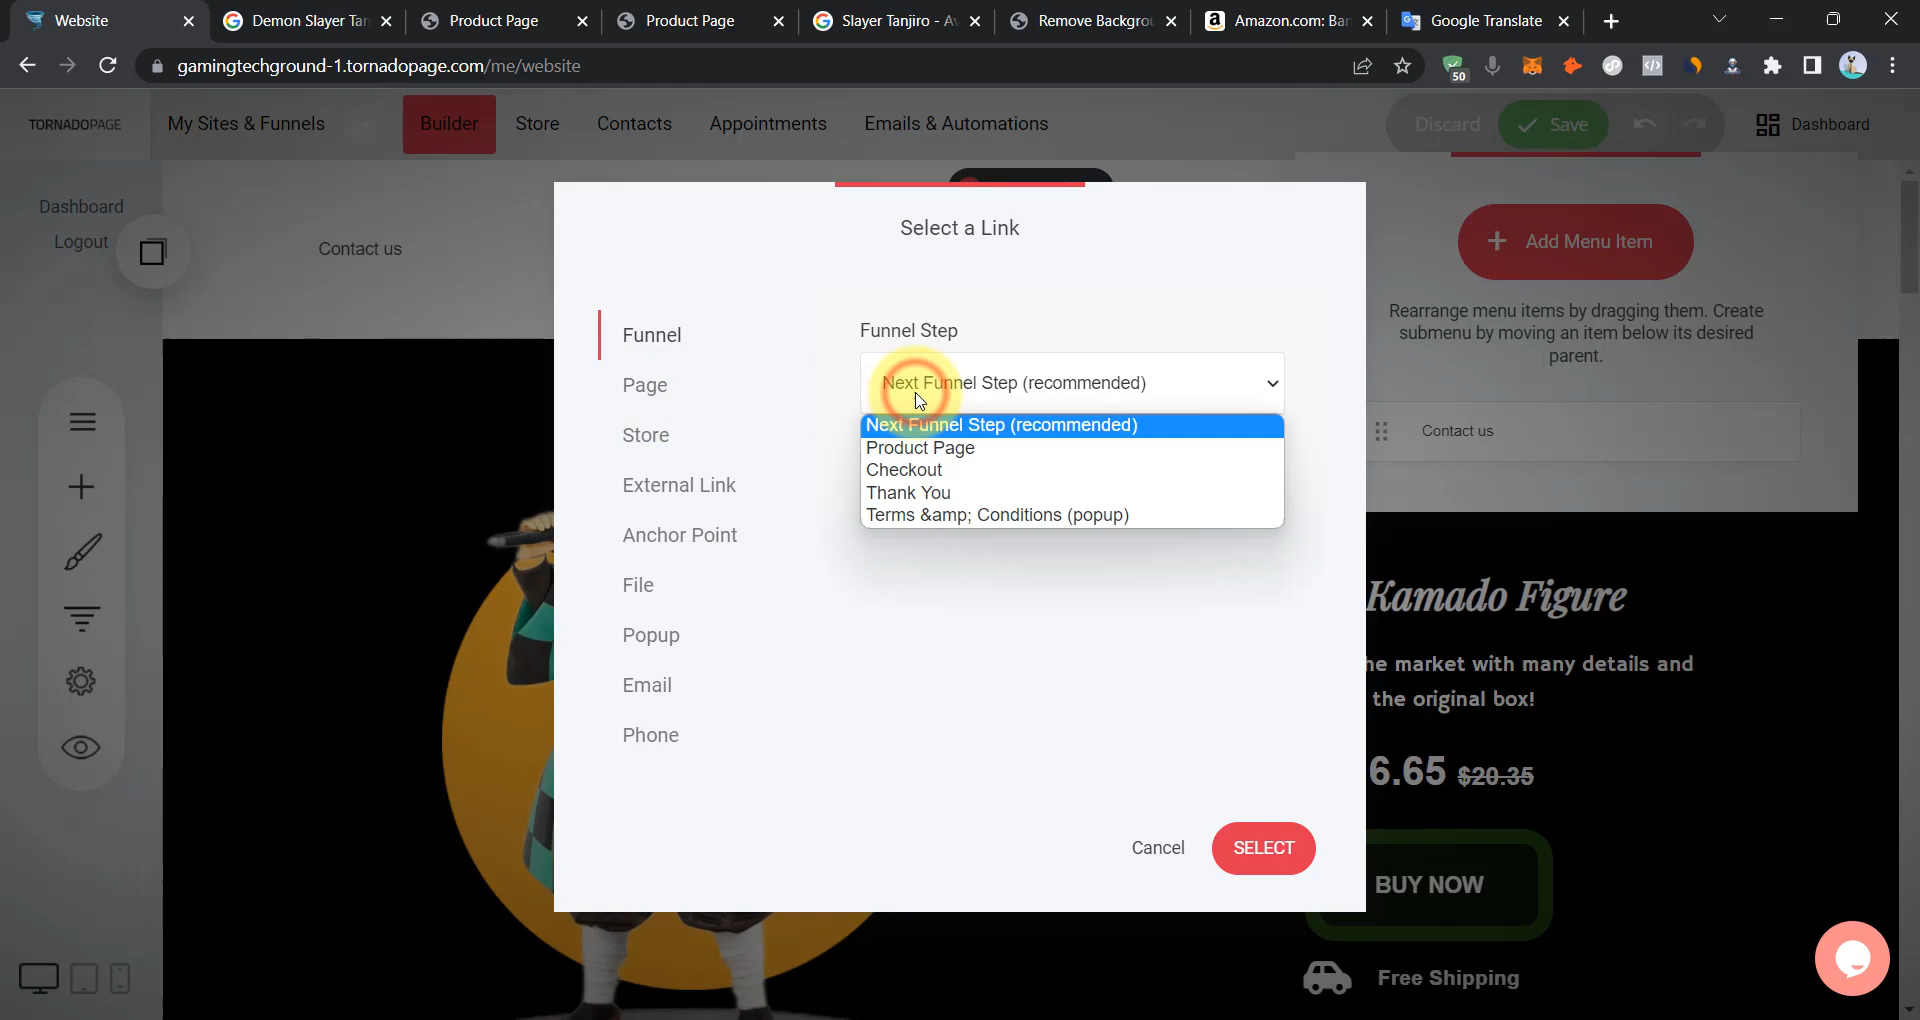 Website
Demon Slayer Tan
Product Page
Product Page
Slayer Tanjiro - A
Remove Backgrou
Amazon.com: Ban
Google Translate
gamingtechground-1.tornadopage.com/me/website
50
TORNADOPAGE
My Sites & Funnels
Builder
Store
Contacts
Appointments
Emails & Automations
Discard
Save
Dashboard
Dashboard
Logout
Contact us
Select a Link
Funnel
Page
Store
External Link
Anchor Point
File
Popup
Email
Phone
Funnel Step
Next Funnel Step (recommended)
Next Funnel Step (recommended)
Product Page
Checkout
Thank You
Terms &amp; Conditions (popup)
Cancel
SELECT
Add Menu Item
Rearrange menu items by dragging them. Create
submenu by moving an item below its desired
parent.
Contact us
Kamado Figure
he market with many details and
the original box!
6.65 $20.35
BUY NOW
Free Shipping